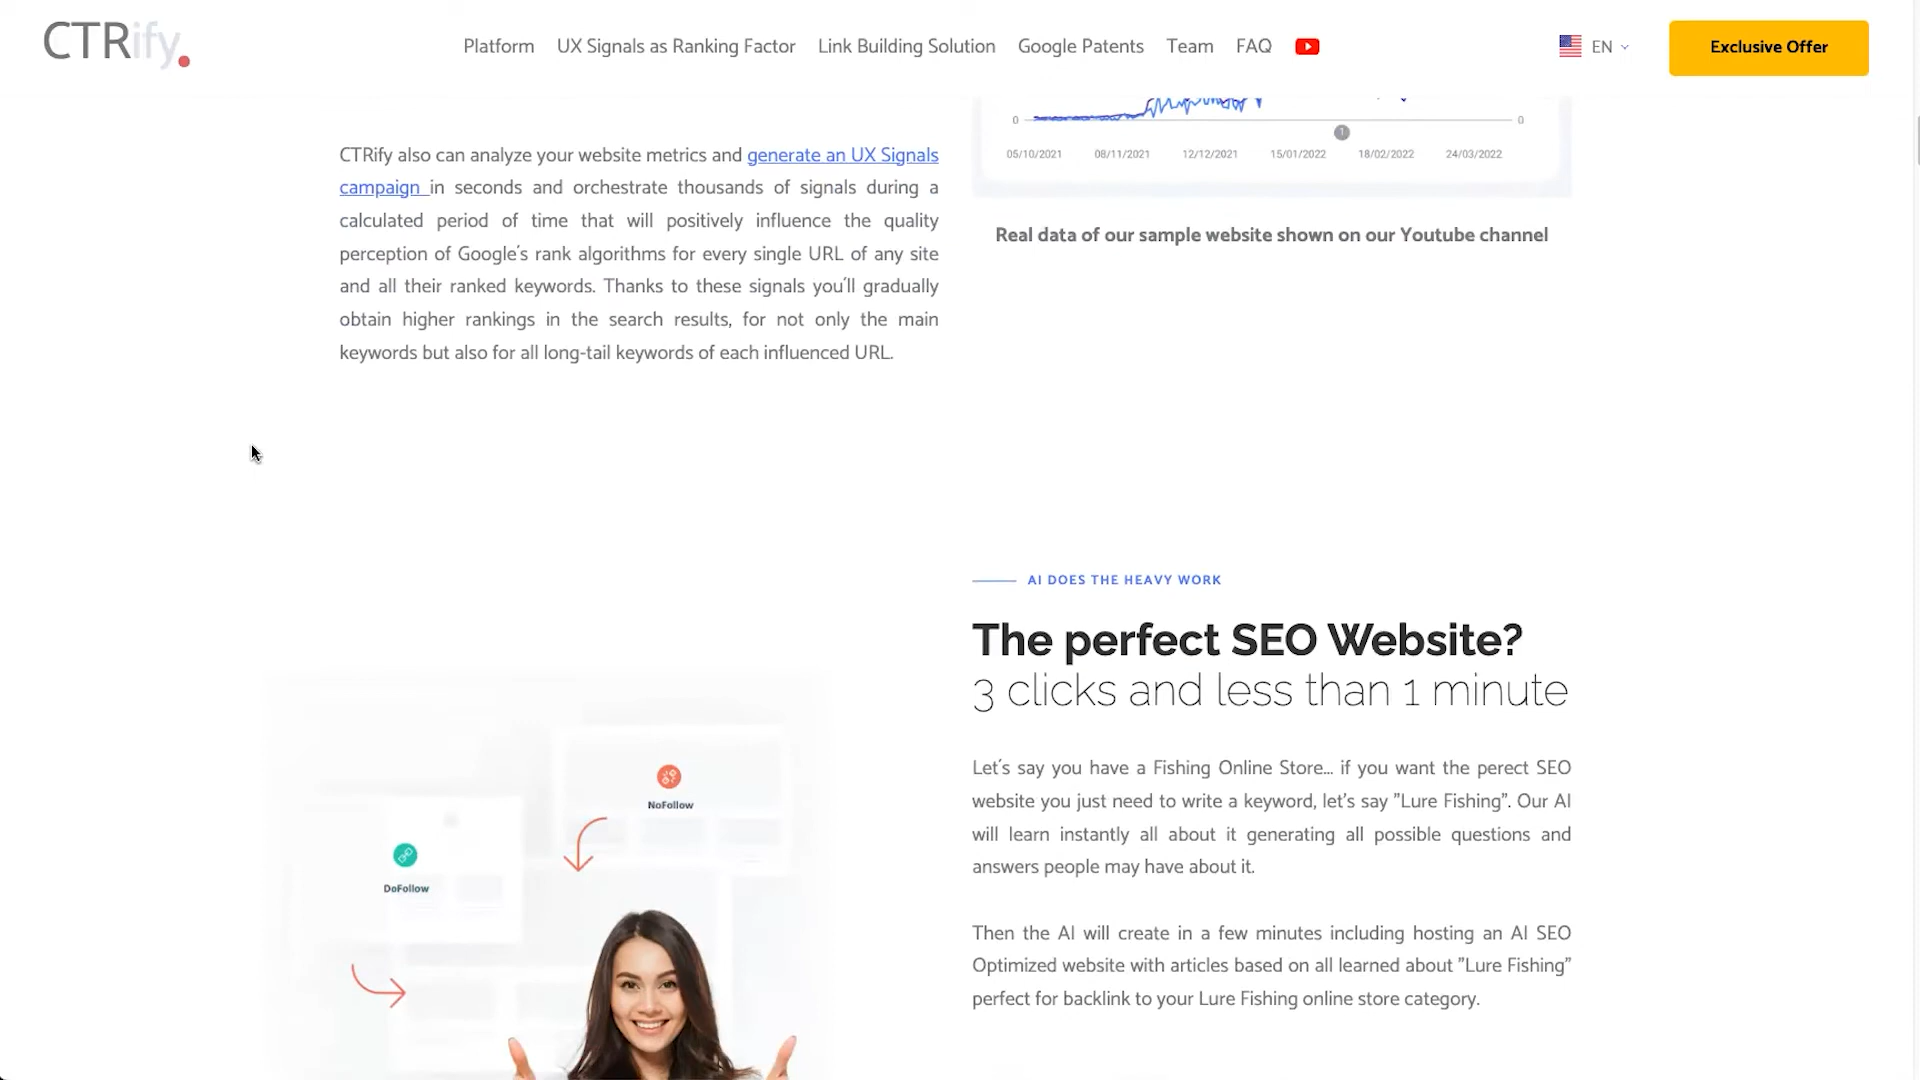 CTRify.
Platform
UX Signals as Ranking Factor
Link Building Solution
Google Patents
Team
FAQ
EN
Exclusive Offer
0
0
1
05/10/2021
08/11/2021
12/12/2021
15/01/2022
18/02/2022
24/03/2022
CTRify also can analyze your website metrics and generate an UX Signals
campaign in seconds and orchestrate thousands of signals during a
calculated period of time that will positively influence the quality
perception of Google´s rank algorithms for every single URL of any site
and all their ranked keywords. Thanks to these signals you´ll gradually
obtain higher rankings in the search results, for not only the main
keywords but also for all long-tail keywords of each influenced URL.
Real data of our sample website shown on our Youtube channel
AI DOES THE HEAVY WORK
The perfect SEO Website?
3 clicks and less than 1 minute
Let´s say you have a Fishing Online Store... if you want the perect SEO
website you just need to write a keyword, let's say "Lure Fishing". Our AI
will learn instantly all about it generating all possible questions and
answers people may have about it.
Then the AI will create in a few minutes including hosting an AI SEO
Optimized website with articles based on all learned about "Lure Fishing"
perfect for backlink to your Lure Fishing online store category.
NoFollow
DoFollow